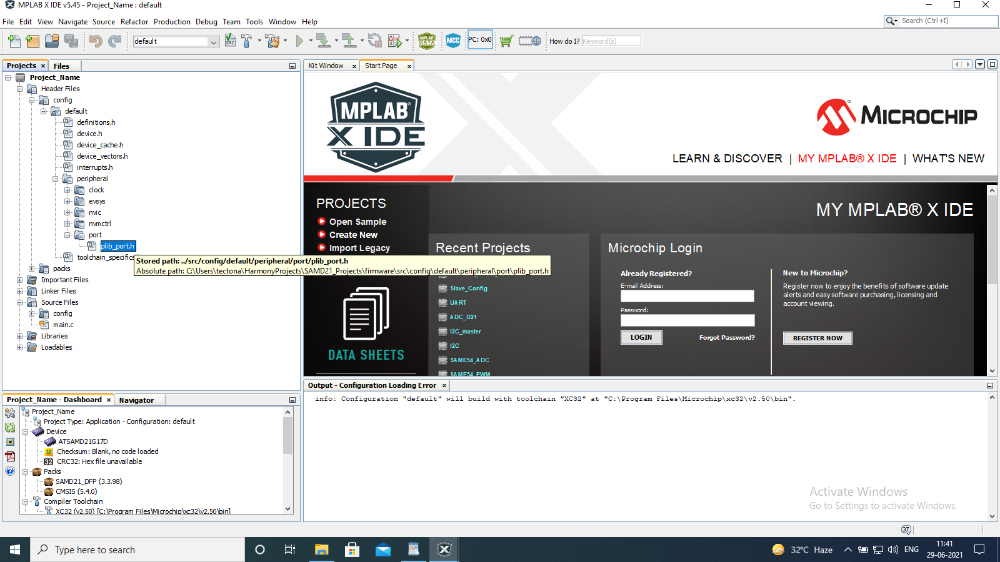 MPLAB X IDE v5.45 - Project_Name : default
File Edit View Navigate Source Refactor Production Debug Team Tools Window Help
Search (Ctrl+I)
default
SRC
MPLAB DATA
MCC
PC: 0x0
How do I? Keyword(s)
Projects × Files
Project_Name
Header Files
config
default
definitions.h
device.h
device_cache.h
device_vectors.h
interrupts.h
peripheral
clock
evsys
nvic
nvmctrl
port
plib_port.h
toolchain_specifics
Stored path: ../src/config/default/peripheral/port/plib_port.h
Absolute path: C:\Users\tectona\HarmonyProjects\SAMD21_Projects\firmware\src\config\default\peripheral\port\plib_port.h
packs
Important Files
Linker Files
Source Files
config
main.c
Libraries
Loadables
Kit Window × Start Page ×
MPLAB®
X IDE
MICROCHIP
LEARN & DISCOVER | MY MPLAB® X IDE | WHAT'S NEW
PROJECTS
Open Sample
Create New
Import Legacy
DATA SHEETS
MY MPLAB® X IDE
Recent Projects
Slave_Config
UART
ADC_D21
I2C_master
I2C
SAME54_ADC
SAME54_PWM
Microchip Login
Already Registered?
E-mail Address:
Password:
LOGIN
Forgot Password?
New to Microchip?
Register now to enjoy the benefits of software update
alerts and easy software purchasing, licensing and
account viewing.
REGISTER NOW
Project_Name - Dashboard × Navigator
Project_Name
Project Type: Application - Configuration: default
Device
ATSAMD21G17D
Checksum: Blank, no code loaded
32 CRC32: Hex file unavailable
Packs
SAMD21_DFP (3.3.98)
CMSIS (5.4.0)
Compiler Toolchain
XC32 (v2.50) [C:\Program Files\Microchip\xc32\v2.50\bin]
Output - Configuration Loading Error ×
info: Configuration "default" will build with toolchain "XC32" at "C:\Program Files\Microchip\xc32\v2.50\bin".
Activate Windows
Go to Settings to activate Windows.
37
Type here to search
32°C Haze
ENG
11:41
29-06-2021